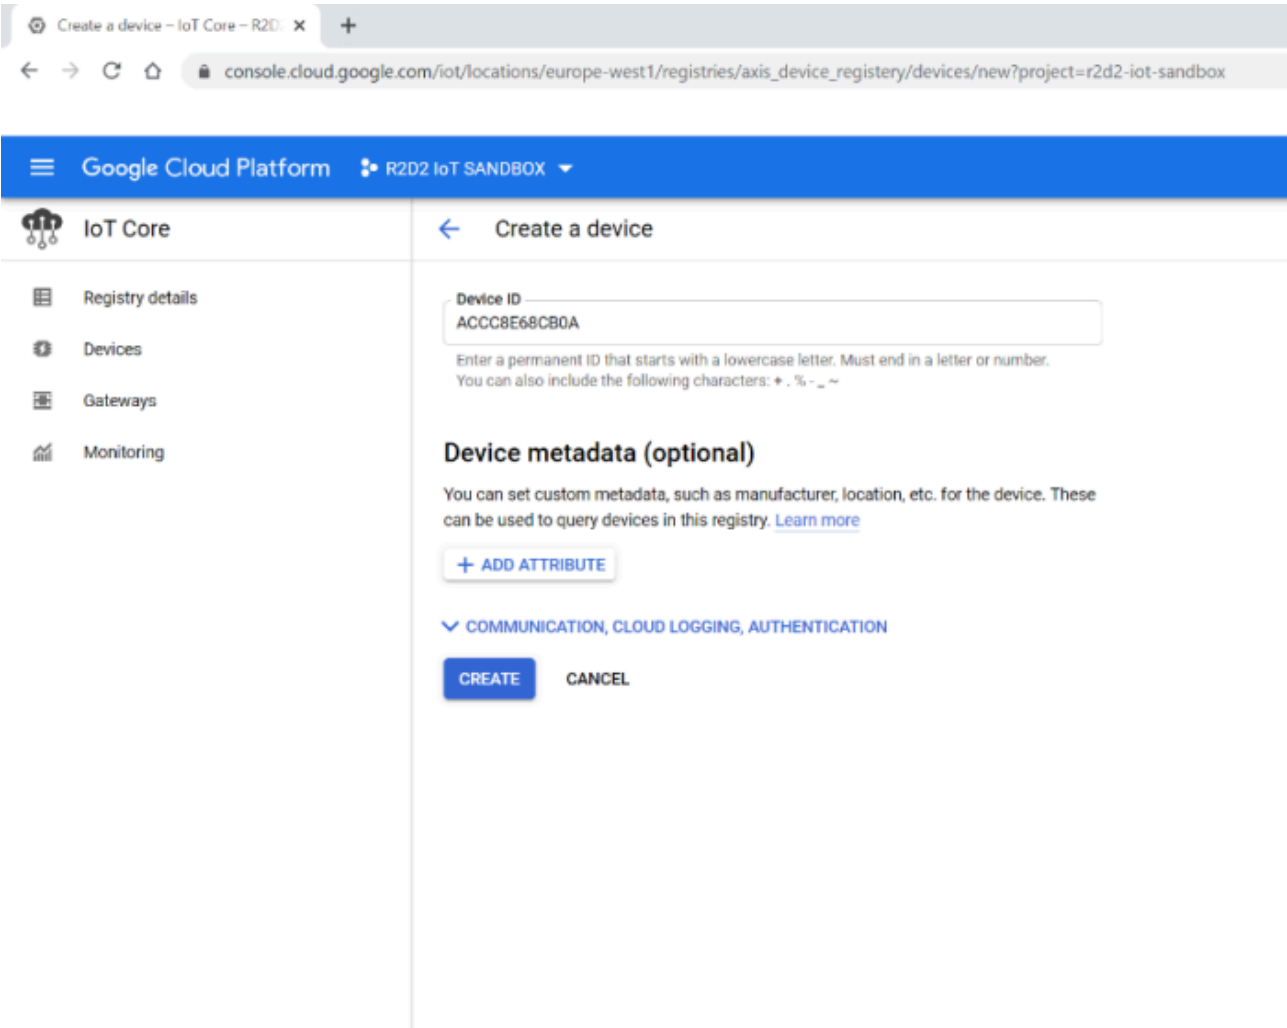 Create a device – IoT Core – R2D
console.cloud.google.com/iot/locations/europe-west1/registries/axis_device_registery/devices/new?project=r2d2-iot-sandbox
Google Cloud Platform R2D2 IoT SANDBOX
IoT Core
Create a device
Registry details
Devices
Gateways
Monitoring
Device ID
ACCC8E68CB0A
Enter a permanent ID that starts with a lowercase letter. Must end in a letter or number.
You can also include the following characters: + . % - _ ~
Device metadata (optional)
You can set custom metadata, such as manufacturer, location, etc. for the device. These
can be used to query devices in this registry. Learn more
+ ADD ATTRIBUTE
COMMUNICATION, CLOUD LOGGING, AUTHENTICATION
CREATE CANCEL